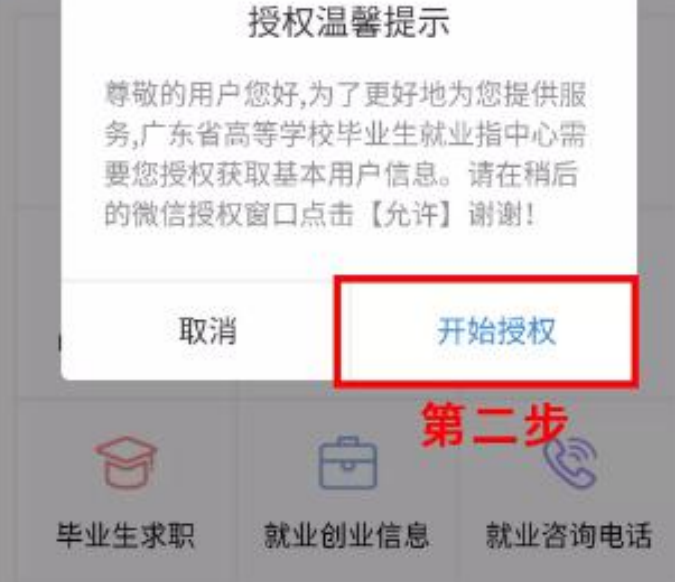 授权温馨提示
尊敬的用户您好,为了更好地为您提供服
务,广东省高等学校毕业生就业指中心需
要您授权获取基本用户信息。请在稍后
的微信授权窗口点击【允许】谢谢!
取消
开始授权
第二步
毕业生求职
就业创业信息
就业咨询电话